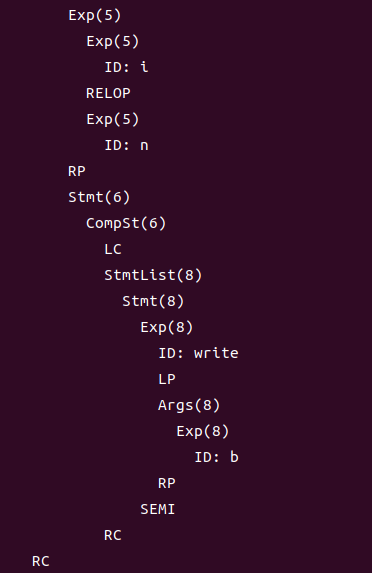 Exp(5)
Exp(5)
ID: i
RELOP
Exp(5)
ID: n
RP
Stmt(6)
CompSt(6)
LC
StmtList(8)
Stmt(8)
Exp(8)
ID: write
LP
Args(8)
Exp(8)
ID: b
RP
SEMI
RC
RC